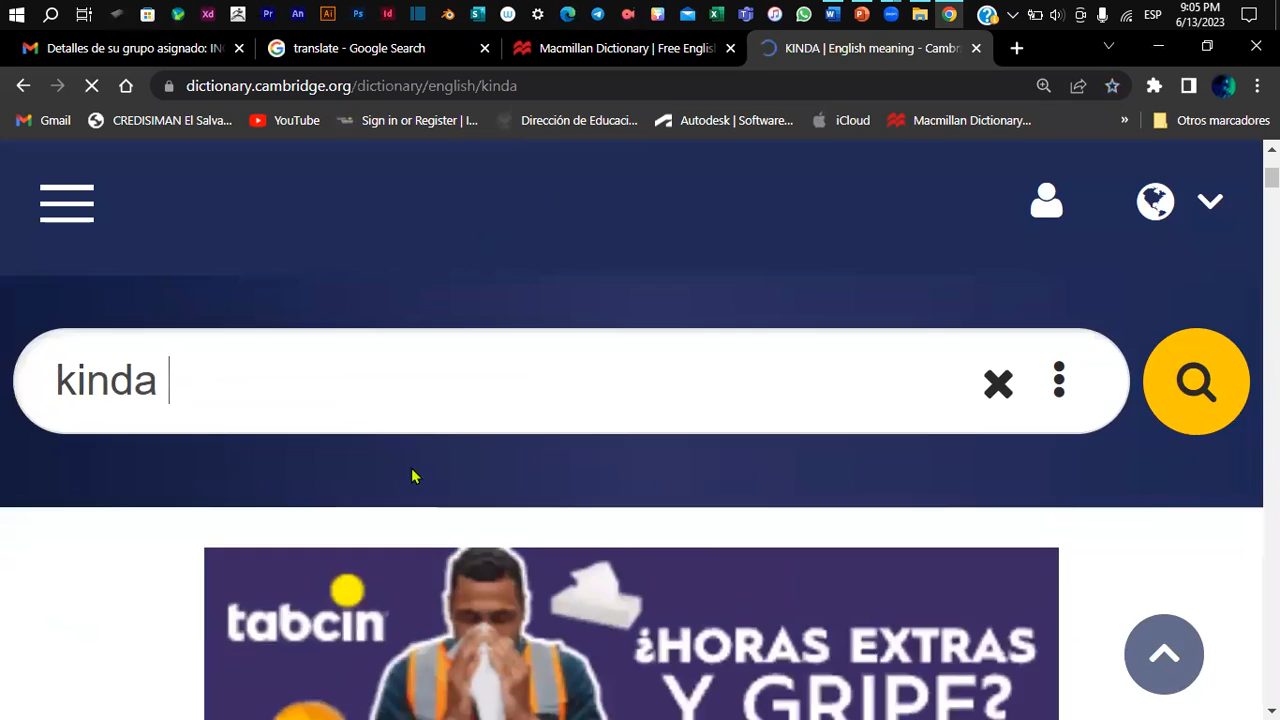 9:05 PM
ESP
6/13/2023
Detalles de su grupo asignado: IN
translate - Google Search
Macmillan Dictionary | Free Englis
KINDA | English meaning - Cambr
dictionary.cambridge.org/dictionary/english/kinda
Gmail
CREDISIMAN El Salva...
YouTube
Sign in or Register | I...
Dirección de Educaci...
Autodesk | Software...
iCloud
Macmillan Dictionary...
»
Otros marcadores
kinda
tabcin
¿HORAS EXTRAS
Y GRIPE?